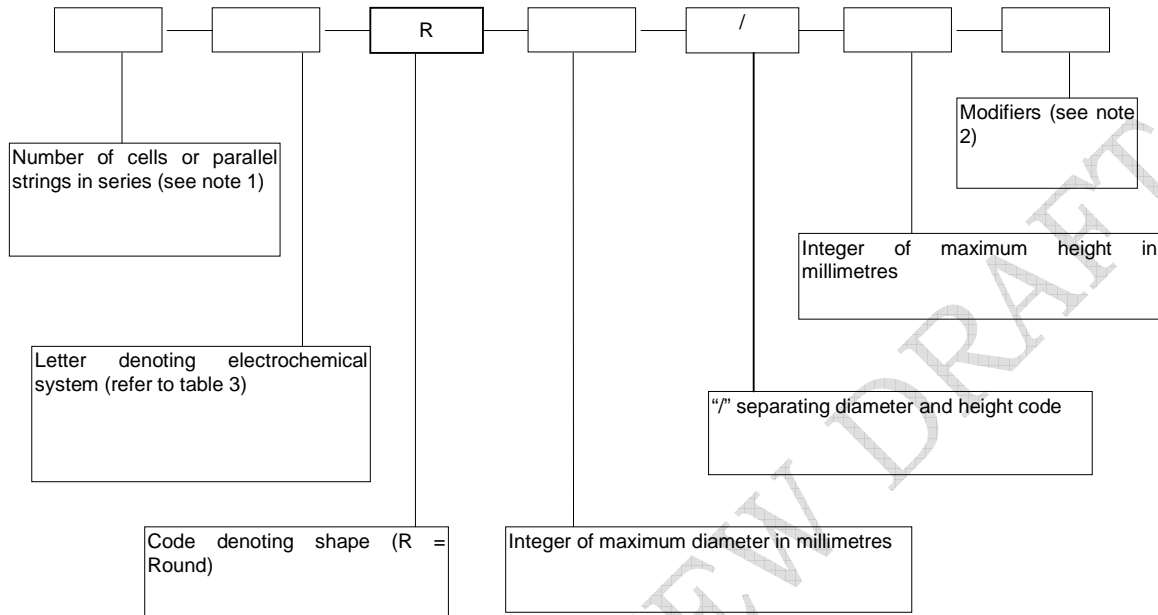 R
/
Modifiers (see note
2)
Number of cells or parallel
strings in series (see note 1)
Integer of maximum height in
millimetres
Letter denoting electrochemical
system (refer to table 3)
“/” separating diameter and height code
Code denoting shape (R =
Round)
Integer of maximum diameter in millimetres
EW DRAFT